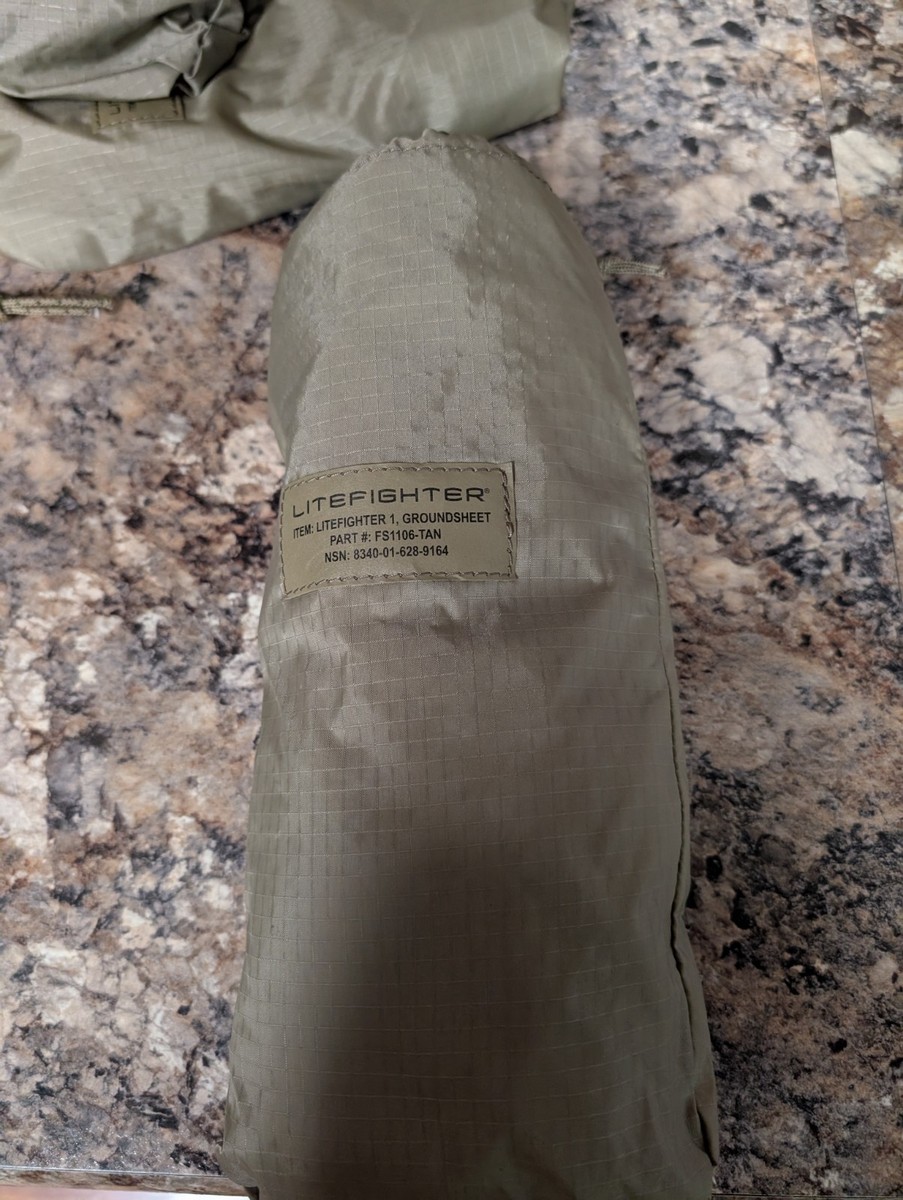 LITEFIGHTER®
ITEM: LITEFIGHTER 1, GROUNDSHEET
PART #: FS1106-TAN
NSN: 8340-01-628-9164